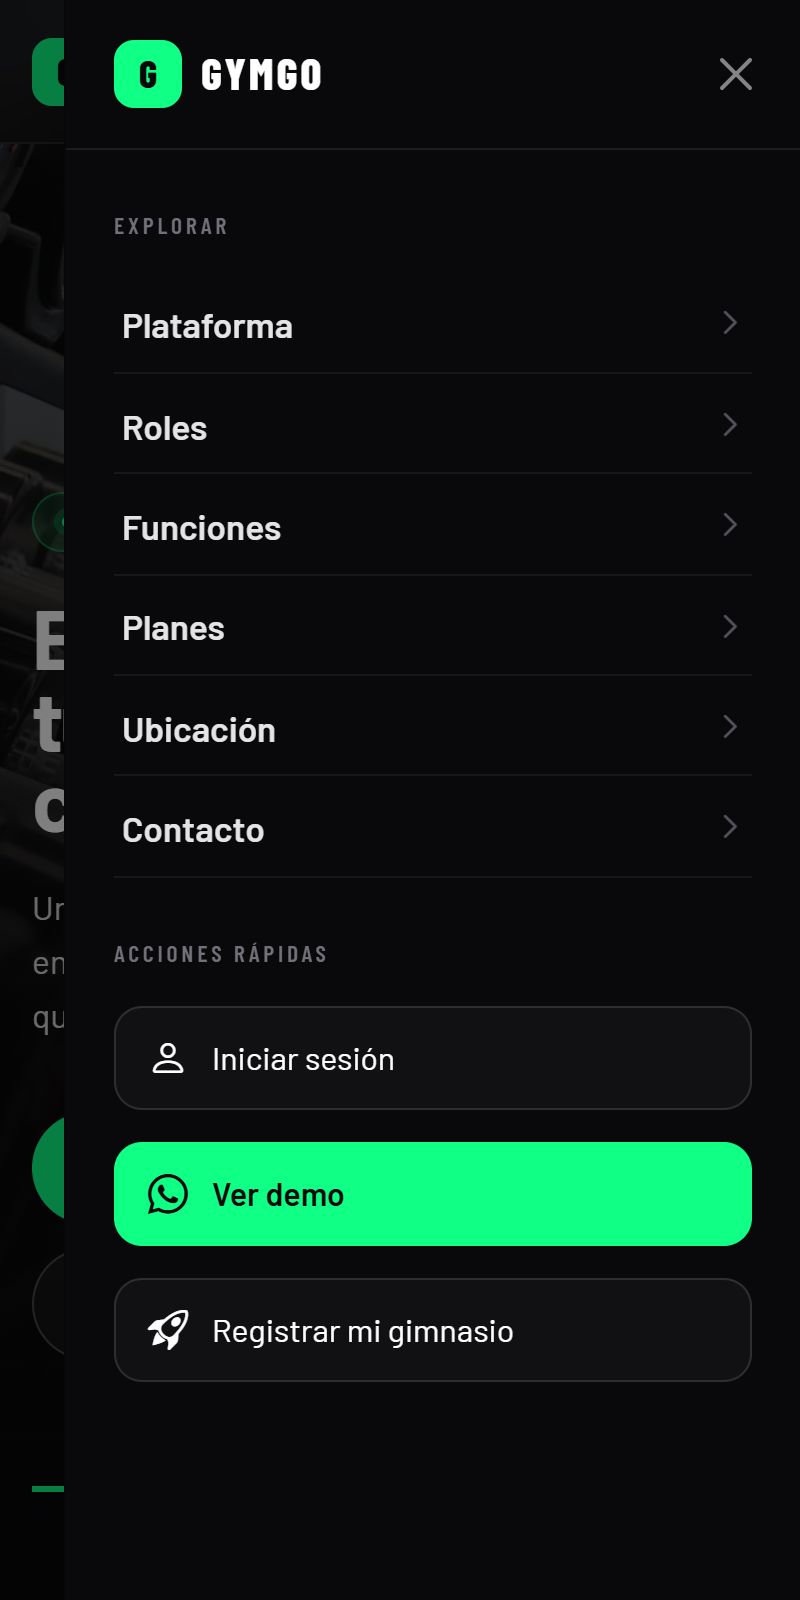 G GYMGO
EXPLORAR
Plataforma
Roles
Funciones
Planes
Ubicación
Contacto
ACCIONES RÁPIDAS
Iniciar sesión
Ver demo
Registrar mi gimnasio